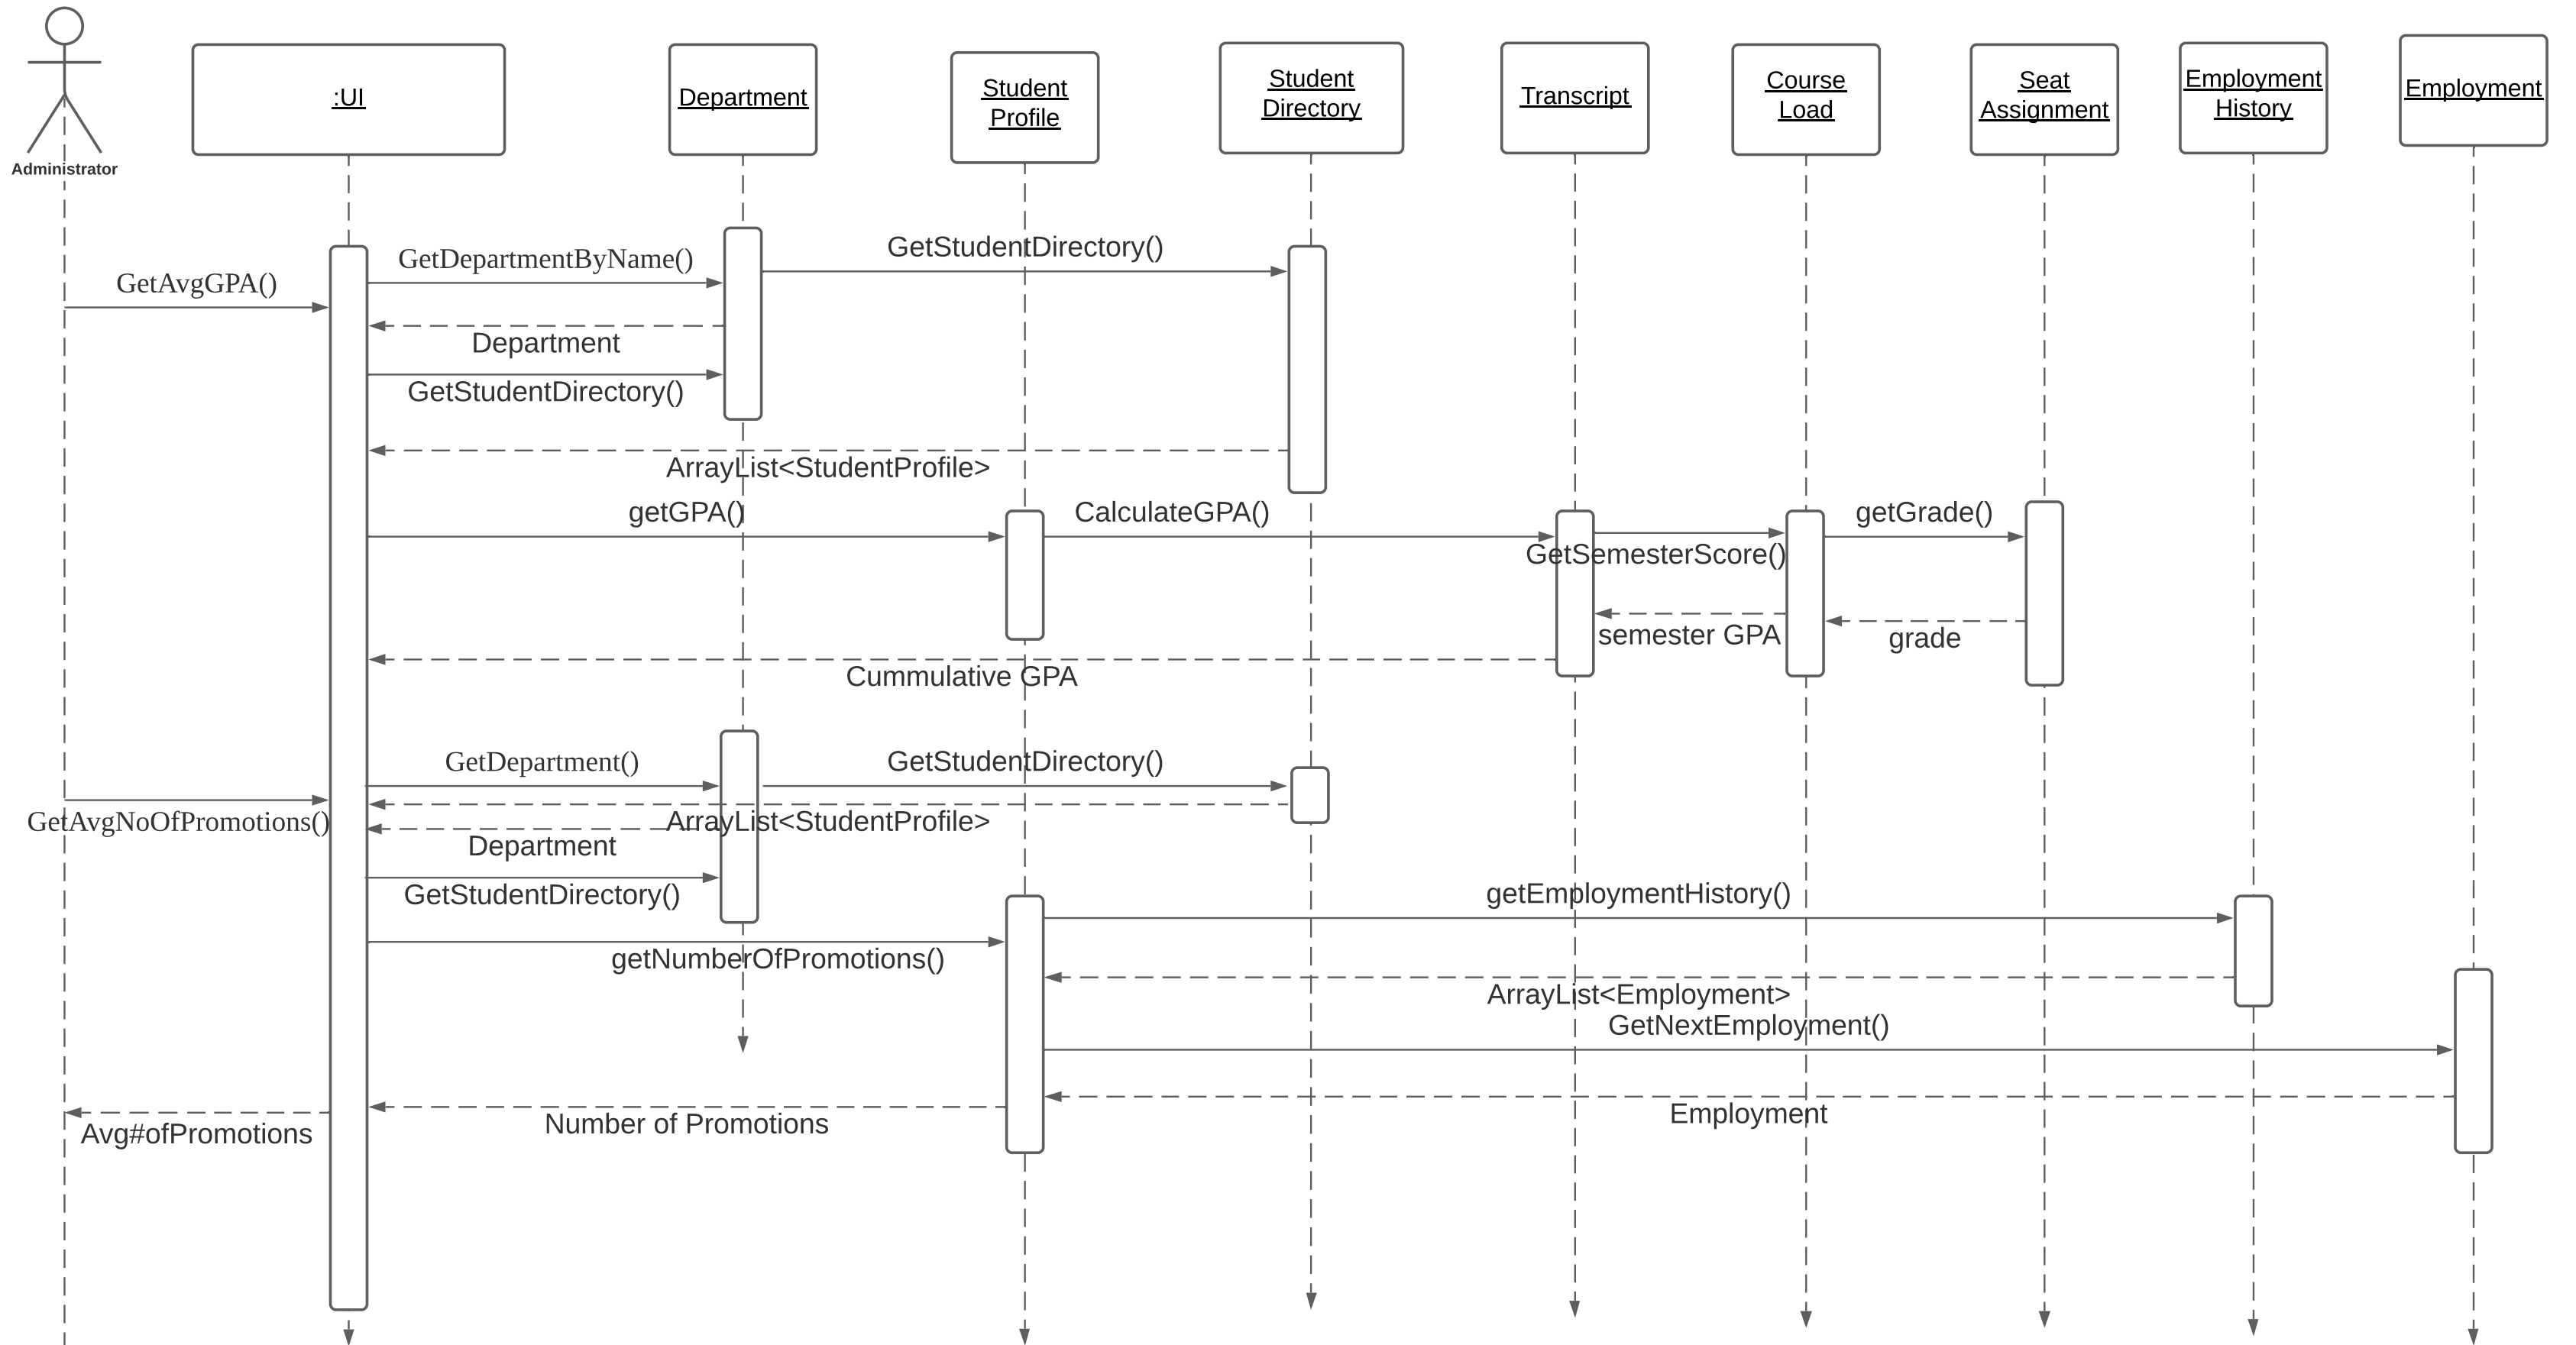 Administrator
:UI
Department
Student
Profile
Student
Directory
Transcript
Course
Load
Seat
Assignment
Employment
History
Employment
GetAvgGPA()
GetDepartmentByName()
GetStudentDirectory()
Department
GetStudentDirectory()
ArrayList<StudentProfile>
getGPA()
CalculateGPA()
GetSemesterScore()
getGrade()
semester GPA
grade
Cummulative GPA
GetDepartment()
GetStudentDirectory()
GetAvgNoOfPromotions()
ArrayList<StudentProfile>
Department
GetStudentDirectory()
getEmploymentHistory()
getNumberOfPromotions()
ArrayList<Employment>
GetNextEmployment()
Employment
Number of Promotions
Avg#ofPromotions